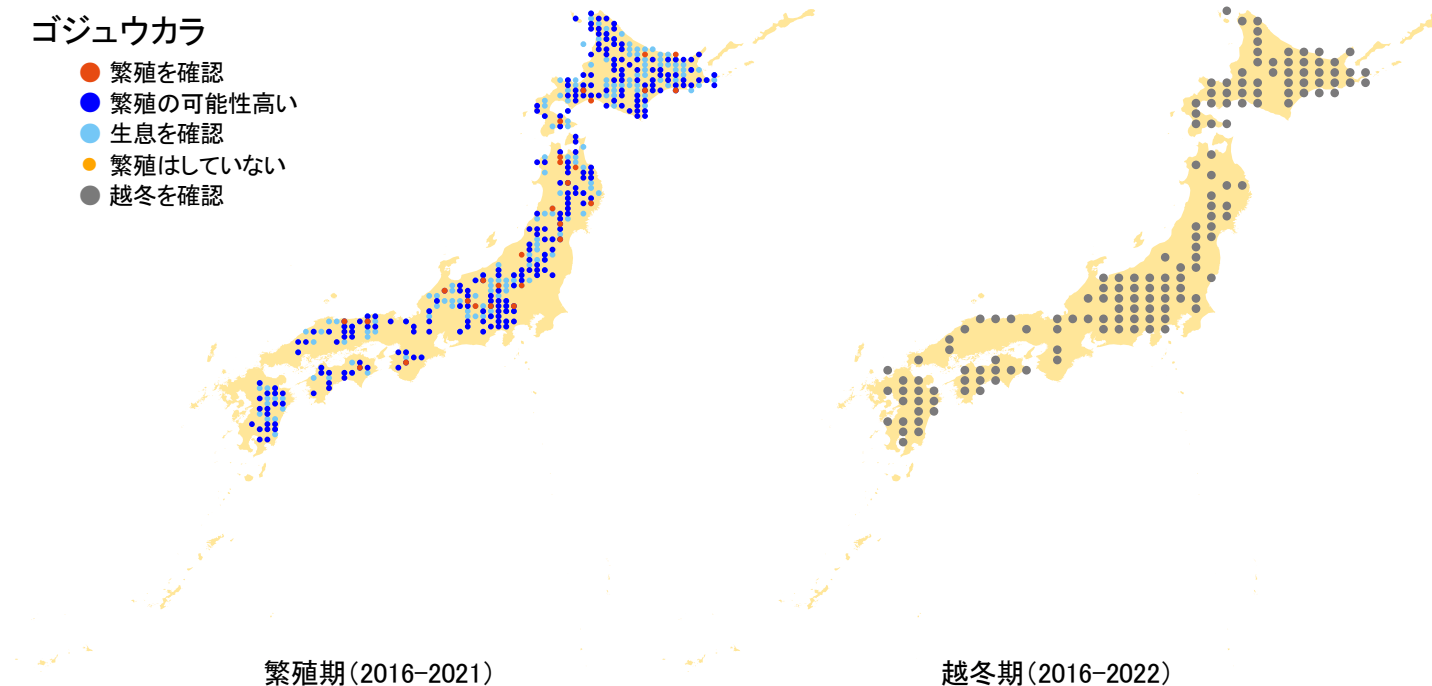 ゴジュウカラ
繁殖を確認
繁殖の可能性高い
生息を確認
繁殖はしていない
越冬を確認
繁殖期(2016-2021)
越冬期(2016-2022)